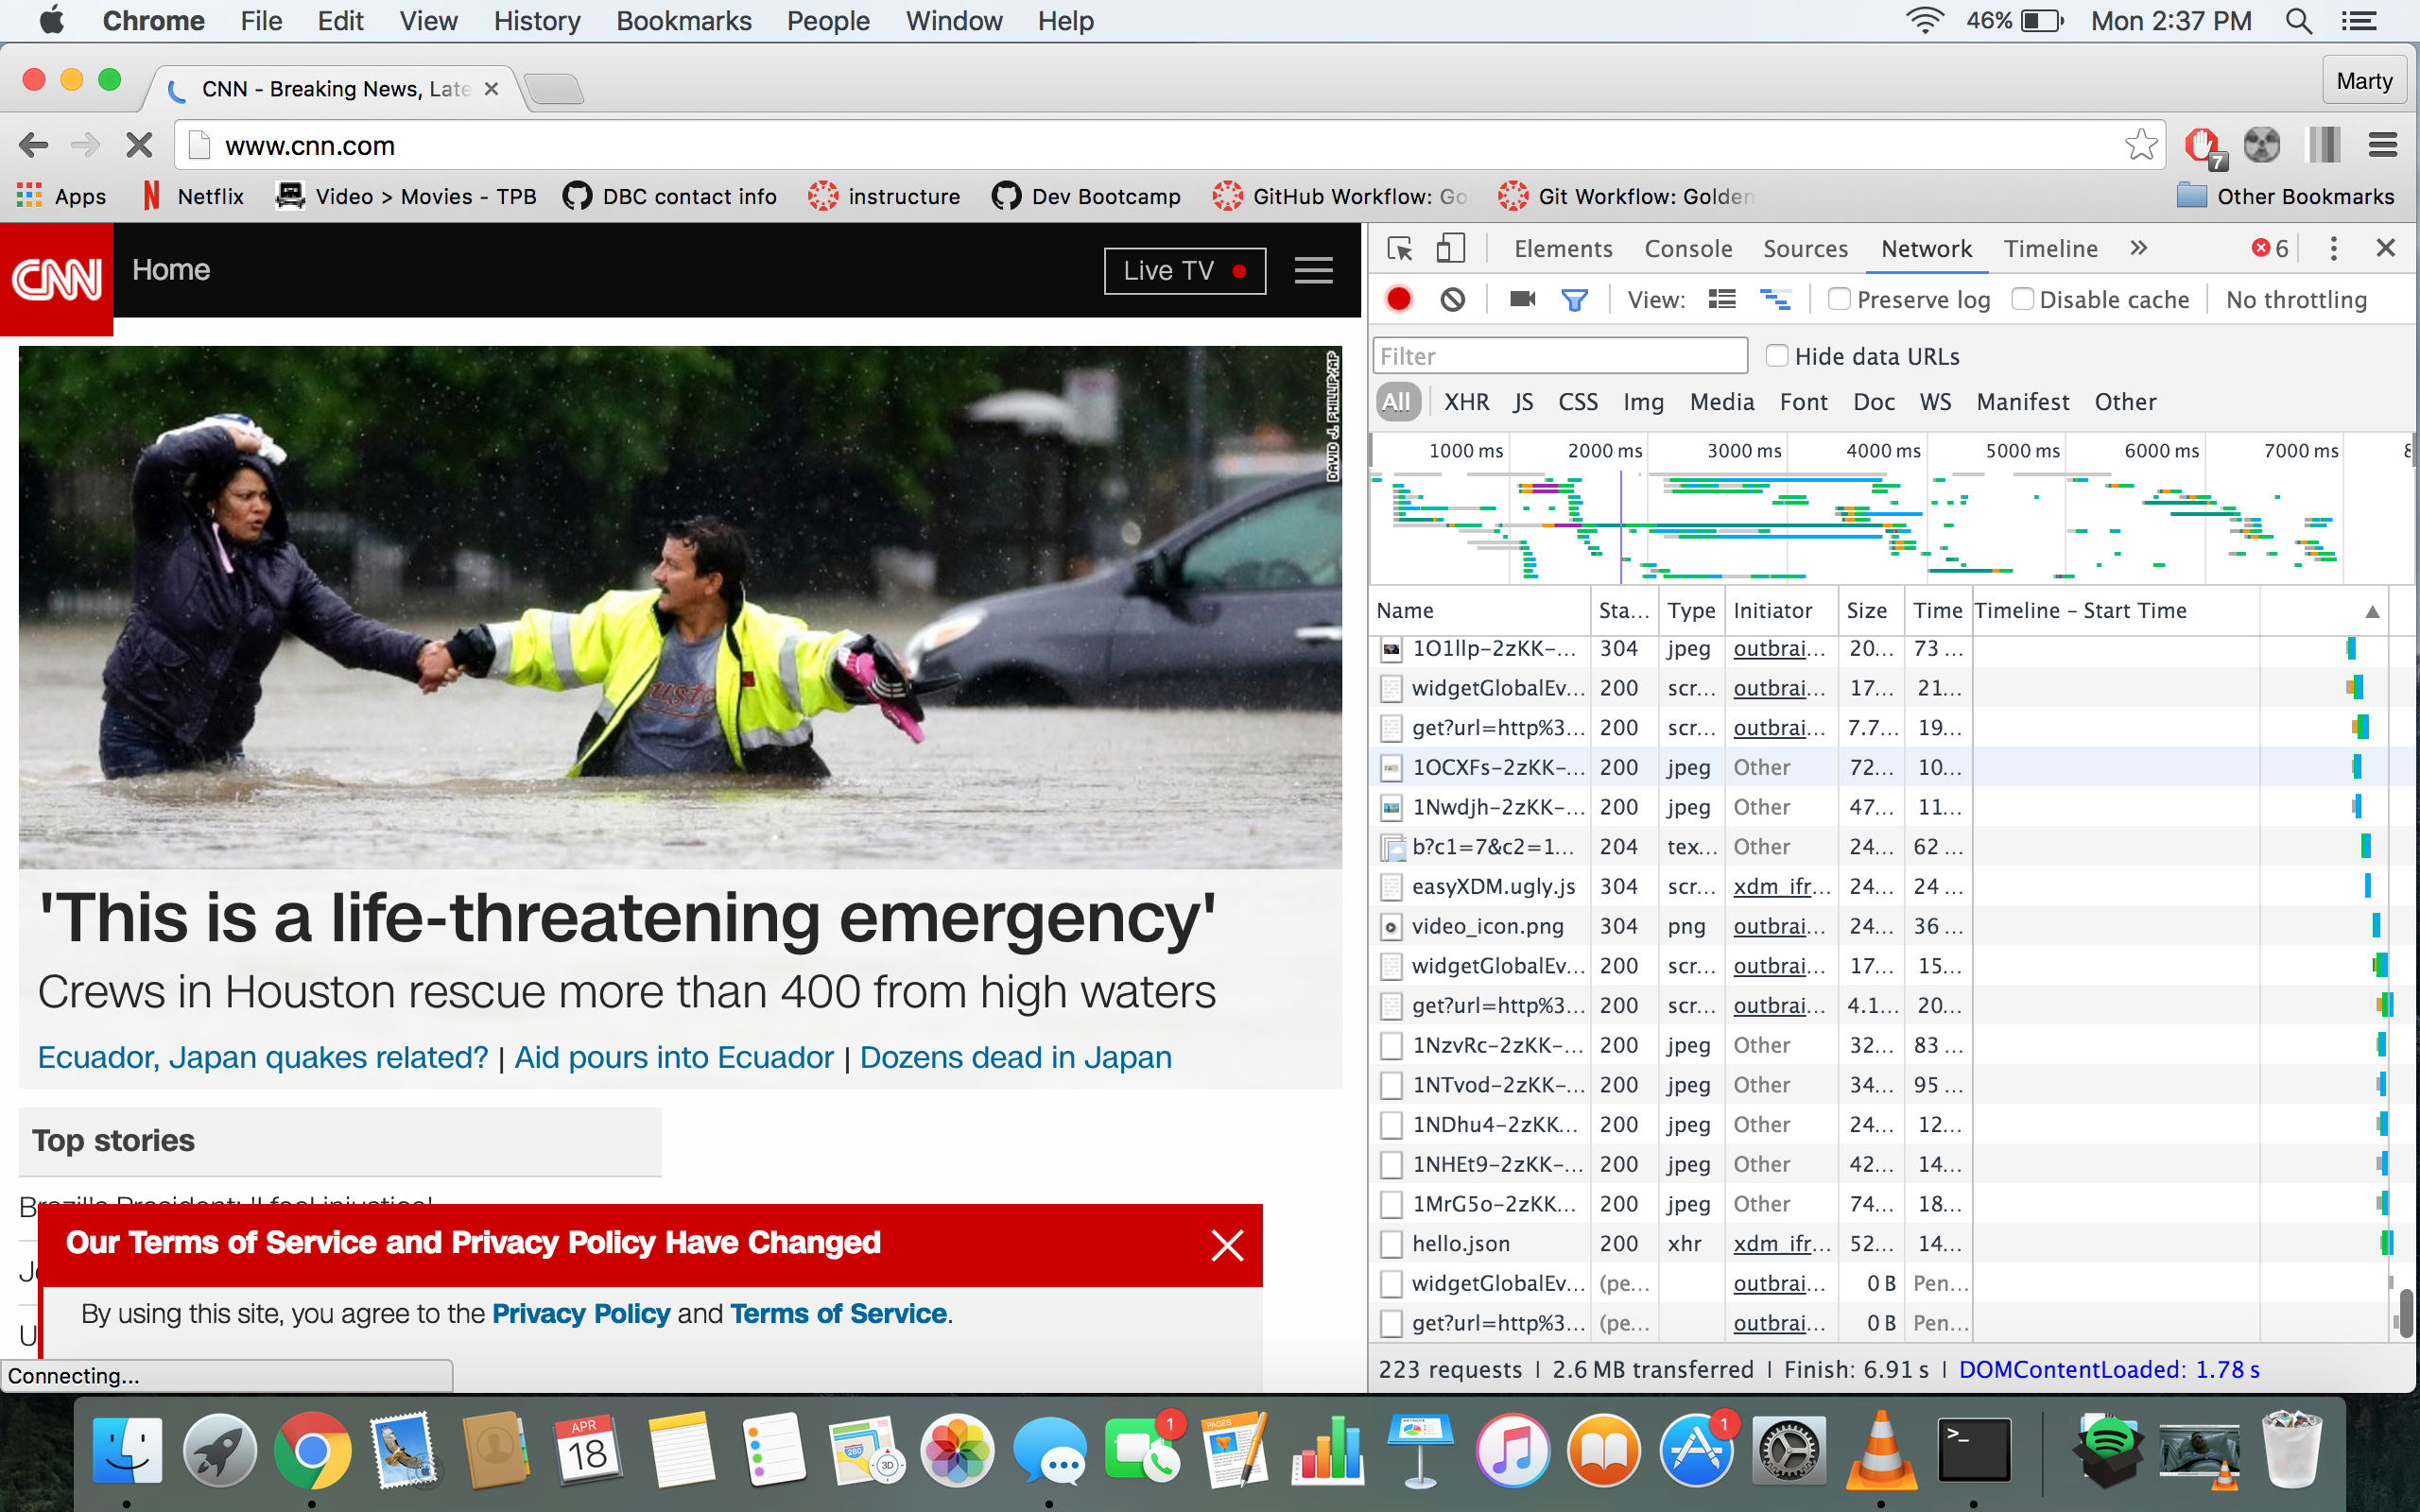 Chrome File Edit View History Bookmarks People Window Help 46% Mon 2:37 PM
CNN - Breaking News, Late Marty
www.cnn.com 7
Apps Netflix Video > Movies - TPB DBC contact info instructure Dev Bootcamp GitHub Workflow: Go Git Workflow: Golden Other Bookmarks
CNN Home Live TV
DAVID J. PHILLIP/AP
Houston
'This is a life-threatening emergency'
Crews in Houston rescue more than 400 from high waters
Ecuador, Japan quakes related? | Aid pours into Ecuador | Dozens dead in Japan
Top stories
Brazil's President: 'I feel injustice'
Our Terms of Service and Privacy Policy Have Changed
By using this site, you agree to the Privacy Policy and Terms of Service.
Connecting...
Elements Console Sources Network Timeline 6
View: Preserve log Disable cache No throttling
Filter Hide data URLs
All XHR JS CSS Img Media Font Doc WS Manifest Other
1000 ms 2000 ms 3000 ms 4000 ms 5000 ms 6000 ms 7000 ms
Name Sta... Type Initiator Size Time Timeline – Start Time
1O1llp-2zKK-... 304 jpeg outbrai... 20... 73 ...
widgetGlobalEv... 200 scr... outbrai... 17... 21...
get?url=http%3... 200 scr... outbrai... 7.7... 19...
1OCXFs-2zKK-... 200 jpeg Other 72... 10...
1Nwdjh-2zKK-... 200 jpeg Other 47... 11...
b?c1=7&c2=1... 204 tex... Other 24... 62 ...
easyXDM.ugly.js 304 scr... xdm_ifr... 24... 24 ...
video_icon.png 304 png outbrai... 24... 36 ...
widgetGlobalEv... 200 scr... outbrai... 17... 15...
get?url=http%3... 200 scr... outbrai... 4.1... 20...
1NzvRc-2zKK-... 200 jpeg Other 32... 83 ...
1NTvod-2zKK-... 200 jpeg Other 34... 95 ...
1NDhu4-2zKK... 200 jpeg Other 24... 12...
1NHEt9-2zKK-... 200 jpeg Other 42... 14...
1MrG5o-2zKK... 200 jpeg Other 74... 18...
hello.json 200 xhr xdm_ifr... 52... 14...
widgetGlobalEv... (pe... outbrai... 0 B Pen...
get?url=http%3... (pe... outbrai... 0 B Pen...
223 requests | 2.6 MB transferred | Finish: 6.91 s | DOMContentLoaded: 1.78 s
APR 18 280 3D 1 PAGES KEYNOTE 1 >_